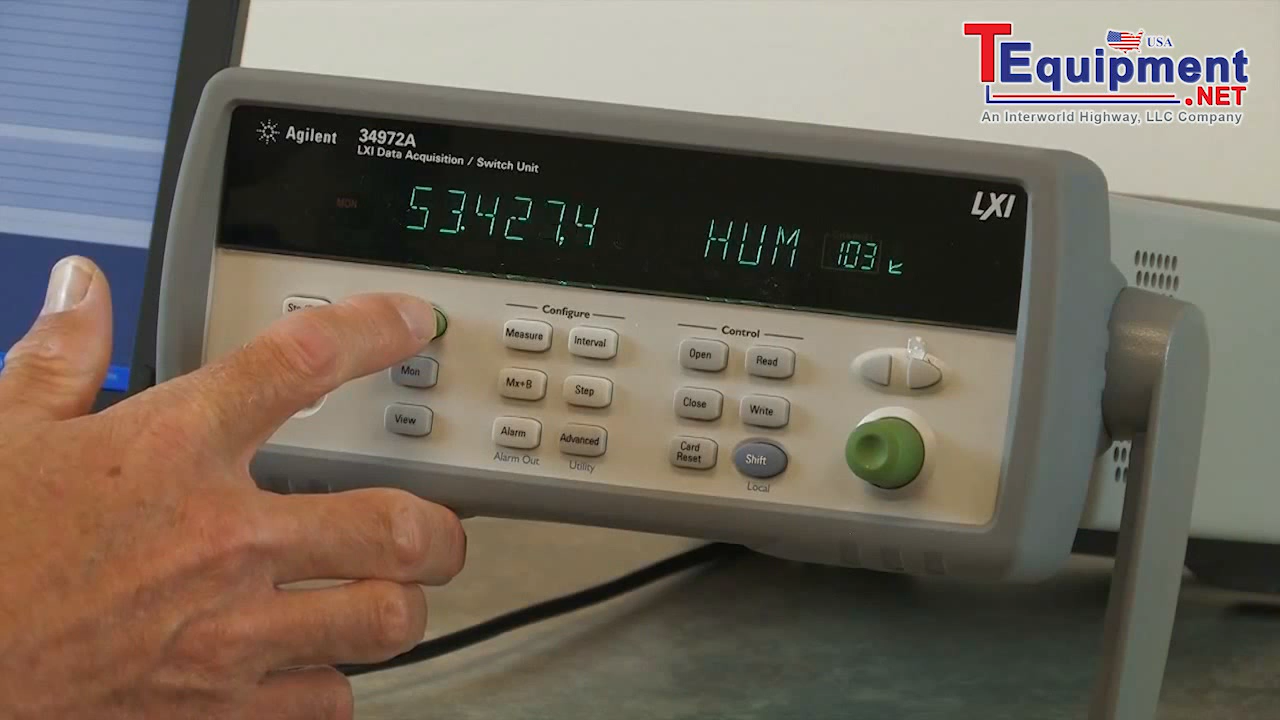 TEquipment USA
.NET
An Interworld Highway, LLC Company
Agilent 34972A
LXI Data Acquisition / Switch Unit
LXI
MON 53.427,4 HUM 103
Configure
Control
Measure Interval Open Read
Mon Mx+B Step Close Write
View Alarm Advanced Card Reset Shift
Alarm Out Utility Local